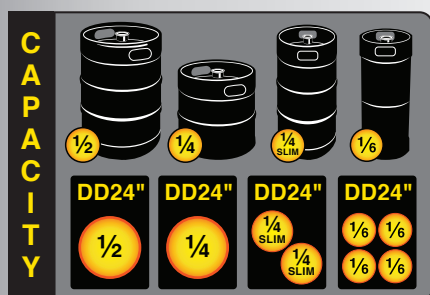 CAPACITY
½
¼
¼
SLIM
⅙
DD24"
½
DD24"
¼
DD24"
¼
SLIM
¼
SLIM
DD24"
⅙ ⅙
⅙ ⅙